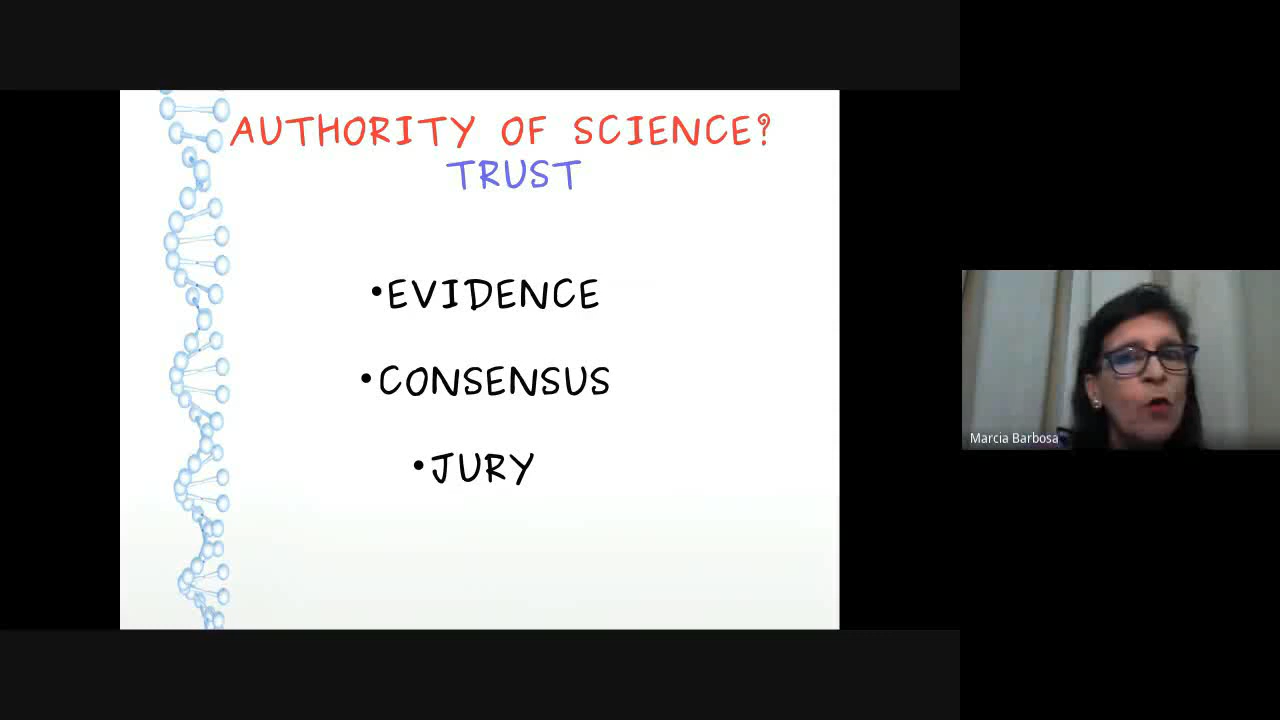 AUTHORITY OF SCIENCE?
TRUST
•EVIDENCE
•CONSENSUS
•JURY
Marcia Barbosa